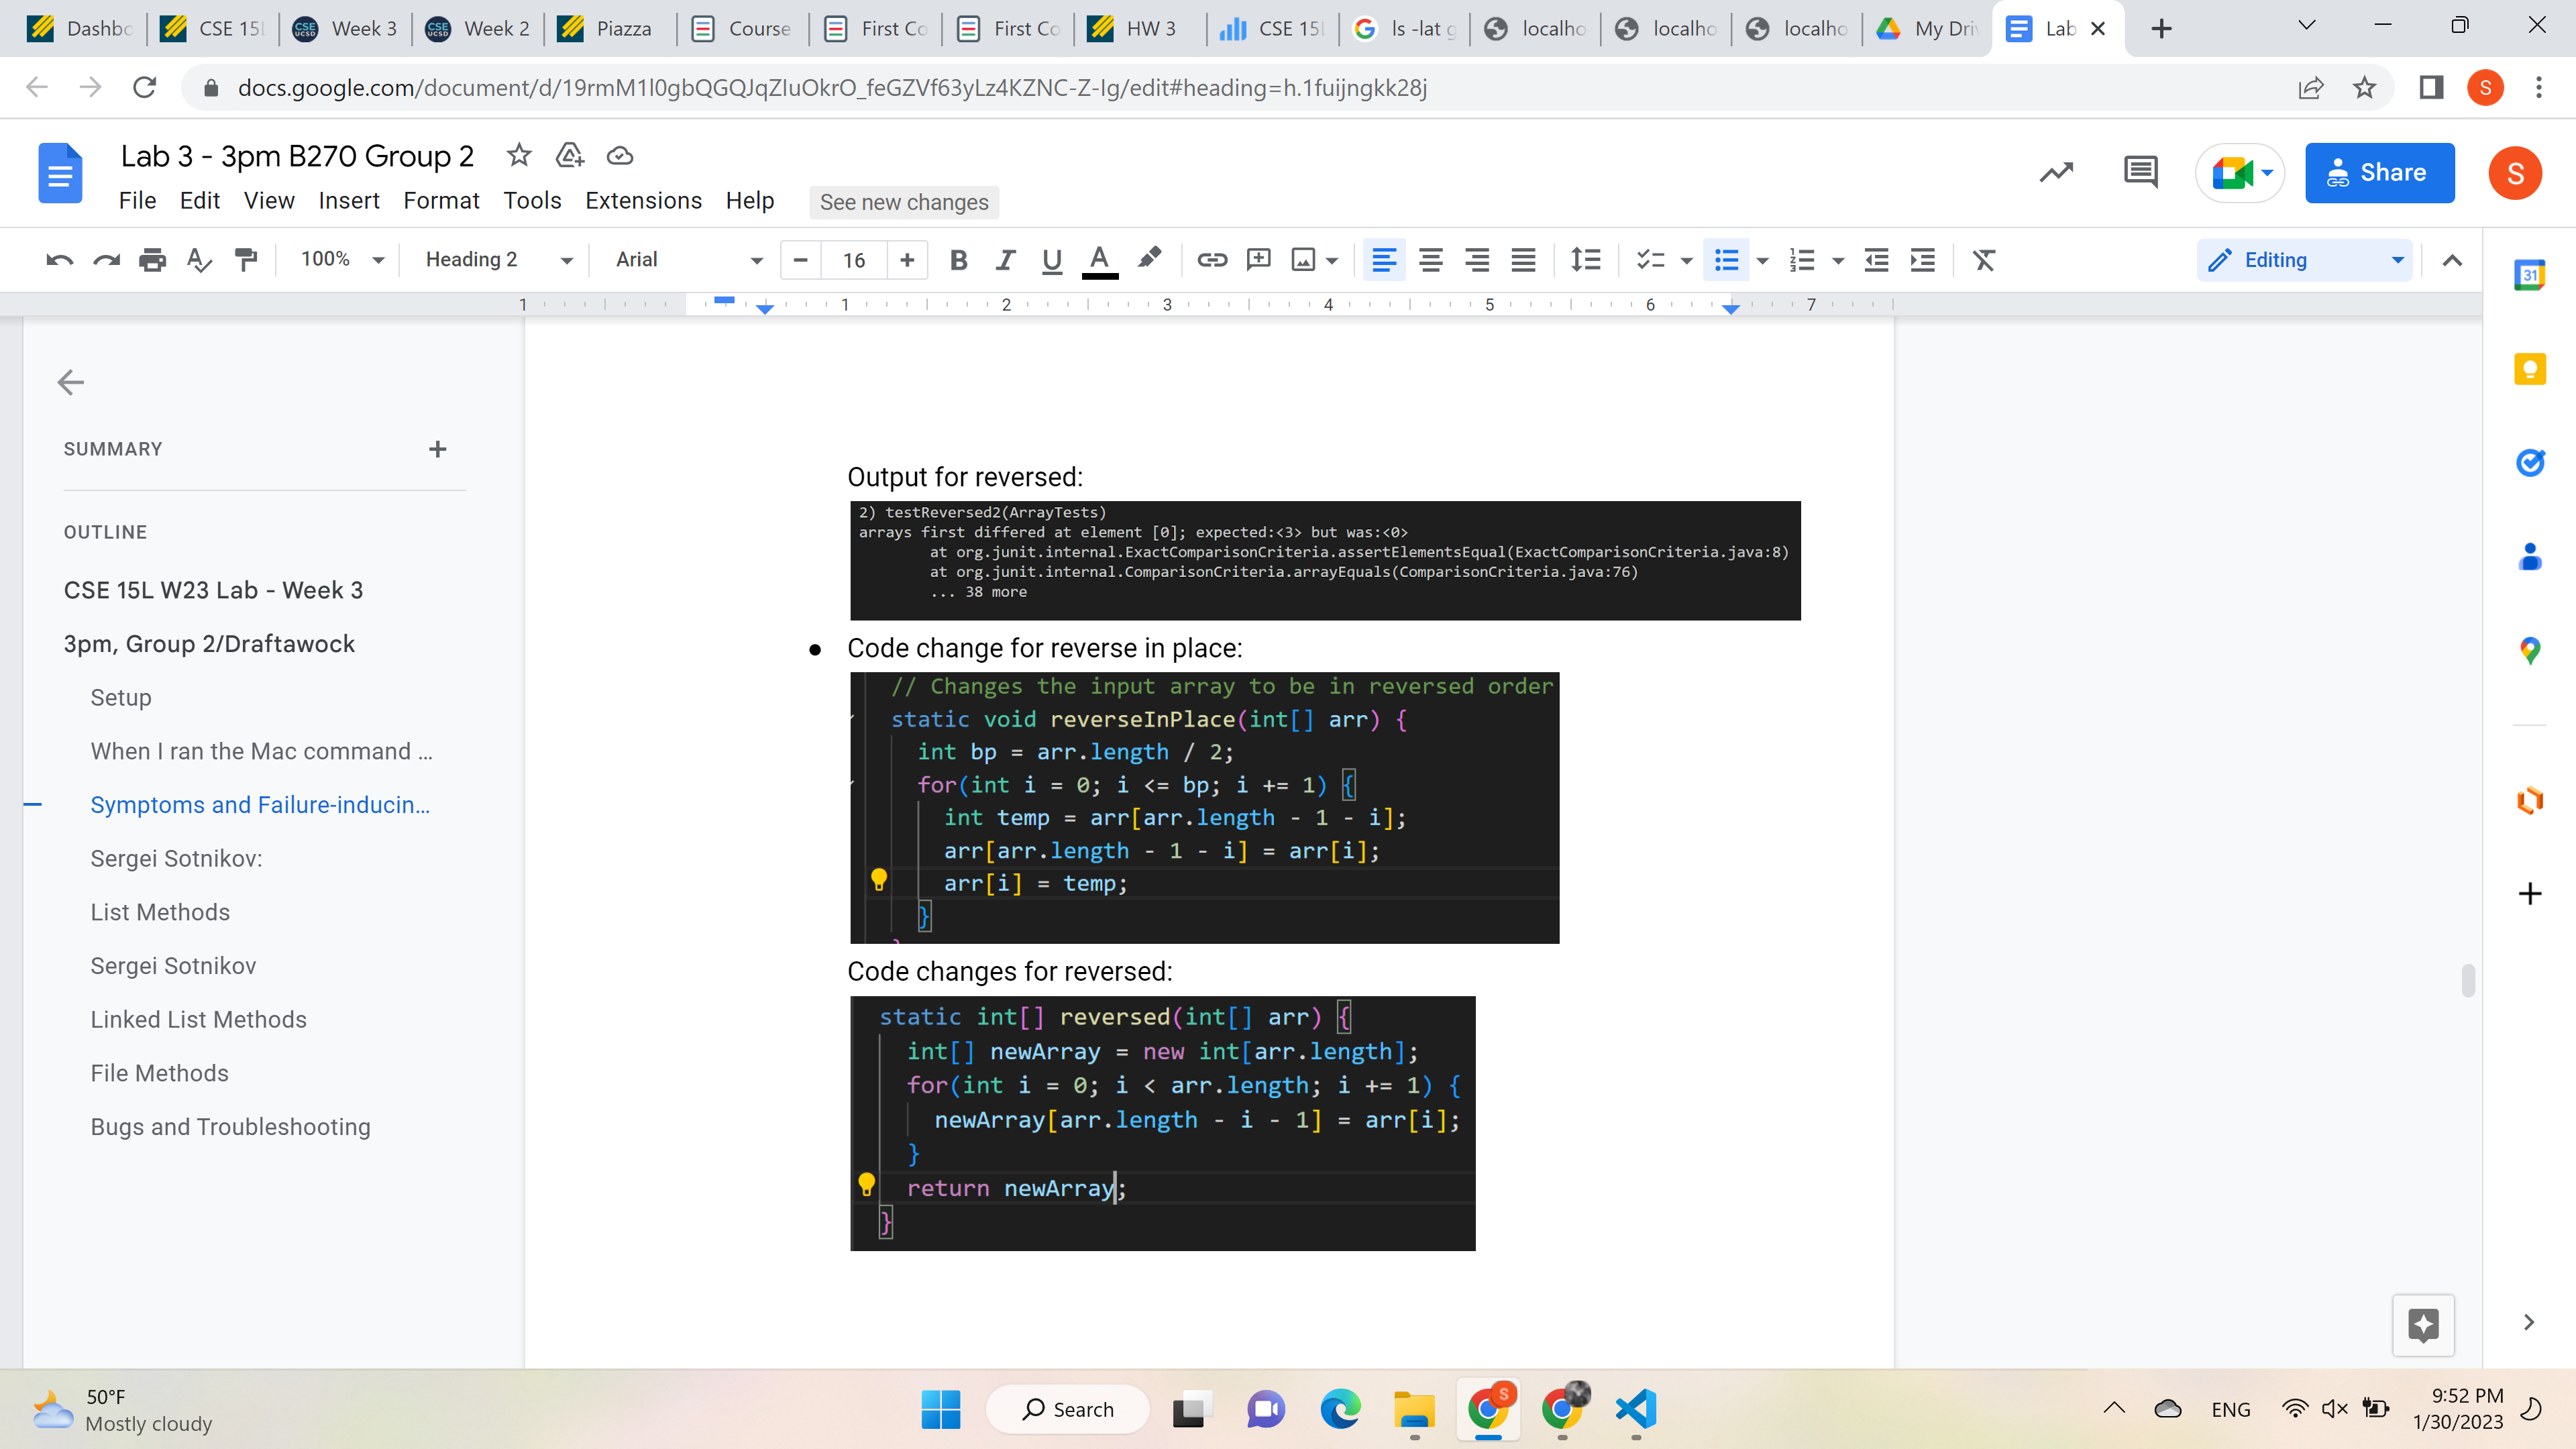 Dashbo
CSE 15L
Week 3
Week 2
Piazza
Course
First Co
First Co
HW 3
CSE 15L
ls -lat g
localho
localho
localho
My Driv
Lab
docs.google.com/document/d/19rmM1l0gbQGQJqZluOkrO_feGZVf63yLz4KZNC-Z-Ig/edit#heading=h.1fuijngkk28j
S
Lab 3 - 3pm B270 Group 2
File Edit View Insert Format Tools Extensions Help
See new changes
Share
S
100%
Heading 2
Arial
16
Editing
1 1 2 3 4 5 6 7
31
SUMMARY
OUTLINE
CSE 15L W23 Lab - Week 3
3pm, Group 2/Draftawock
Setup
When I ran the Mac command ...
Symptoms and Failure-inducin...
Sergei Sotnikov:
List Methods
Sergei Sotnikov
Linked List Methods
File Methods
Bugs and Troubleshooting
Output for reversed:
2) testReversed2(ArrayTests)
arrays first differed at element [0]; expected:<3> but was:<0>
at org.junit.internal.ExactComparisonCriteria.assertElementsEqual(ExactComparisonCriteria.java:8)
at org.junit.internal.ComparisonCriteria.arrayEquals(ComparisonCriteria.java:76)
... 38 more
● Code change for reverse in place:
// Changes the input array to be in reversed order
static void reverseInPlace(int[] arr) {
int bp = arr.length / 2;
for(int i = 0; i <= bp; i += 1) {
int temp = arr[arr.length - 1 - i];
arr[arr.length - 1 - i] = arr[i];
arr[i] = temp;
}
Code changes for reversed:
static int[] reversed(int[] arr) {
int[] newArray = new int[arr.length];
for(int i = 0; i < arr.length; i += 1) {
newArray[arr.length - i - 1] = arr[i];
}
return newArray;
}
50°F
Mostly cloudy
Search
S
ENG
9:52 PM
1/30/2023